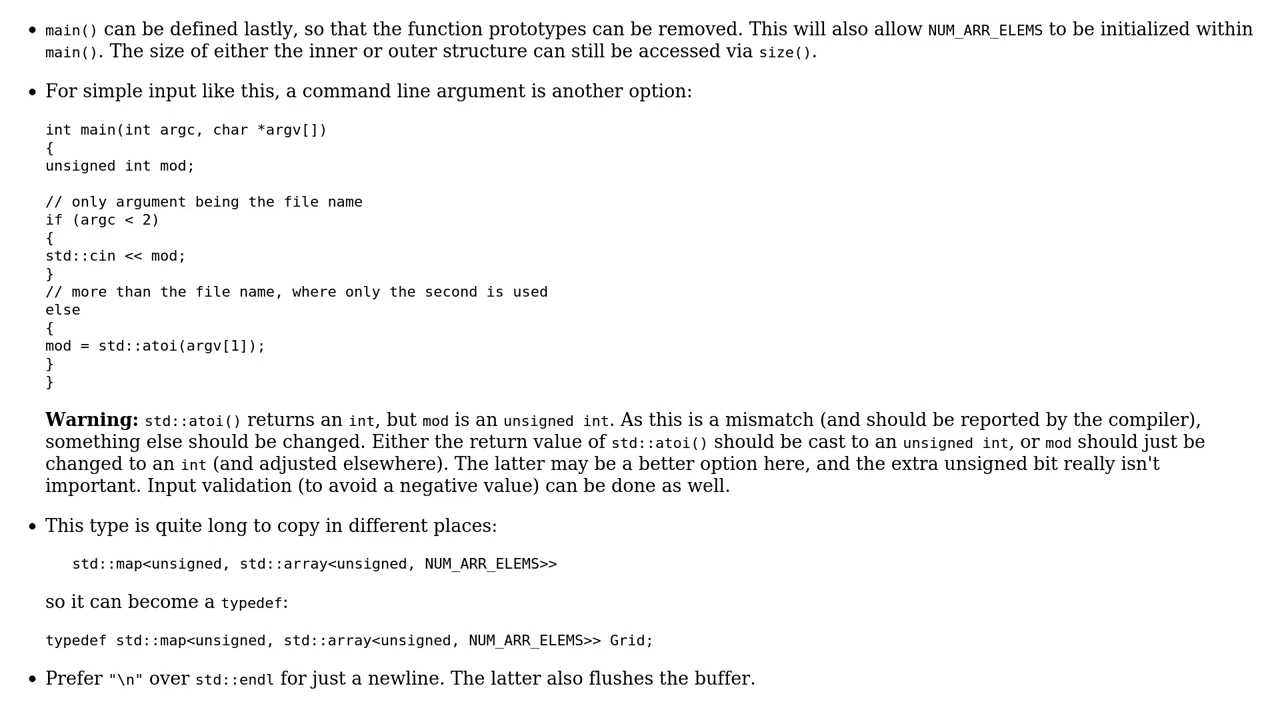 • main() can be defined lastly, so that the function prototypes can be removed. This will also allow NUM_ARR_ELEMS to be initialized within
main(). The size of either the inner or outer structure can still be accessed via size().
• For simple input like this, a command line argument is another option:
int main(int argc, char *argv[])
{
unsigned int mod;
// only argument being the file name
if (argc < 2)
{
std::cin << mod;
}
// more than the file name, where only the second is used
else
{
mod = std::atoi(argv[1]);
}
}
Warning: std::atoi() returns an int, but mod is an unsigned int. As this is a mismatch (and should be reported by the compiler),
something else should be changed. Either the return value of std::atoi() should be cast to an unsigned int, or mod should just be
changed to an int (and adjusted elsewhere). The latter may be a better option here, and the extra unsigned bit really isn't
important. Input validation (to avoid a negative value) can be done as well.
• This type is quite long to copy in different places:
std::map<unsigned, std::array<unsigned, NUM_ARR_ELEMS>>
so it can become a typedef:
typedef std::map<unsigned, std::array<unsigned, NUM_ARR_ELEMS>> Grid;
• Prefer "\n" over std::endl for just a newline. The latter also flushes the buffer.